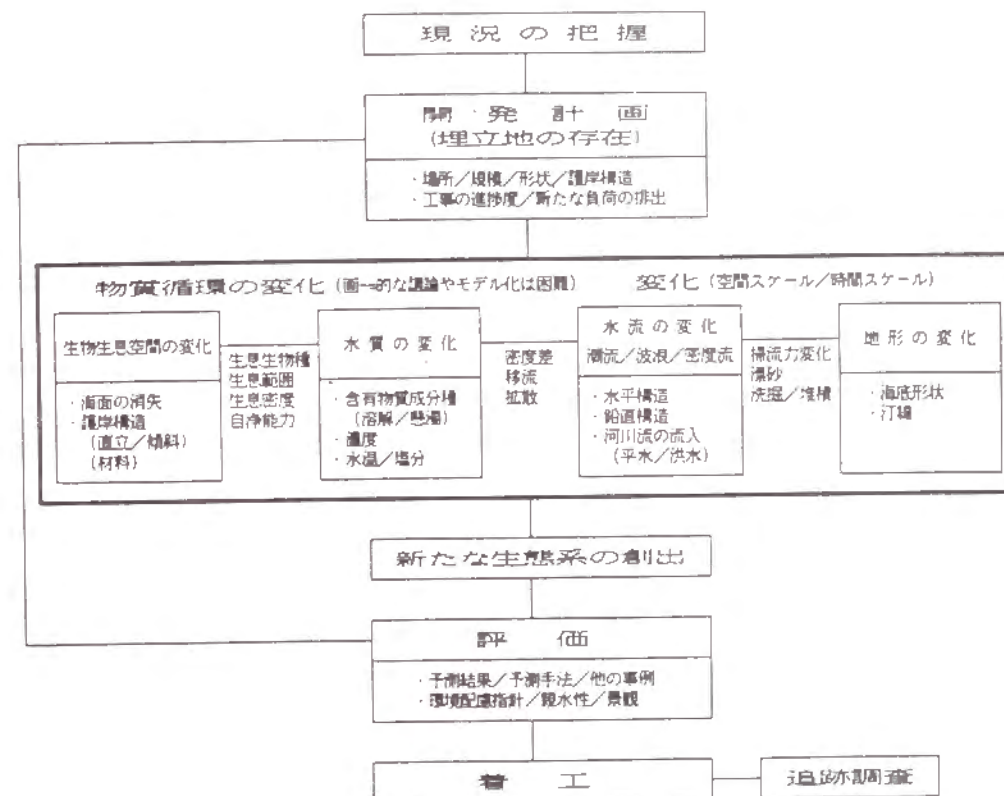 現況の把握
開発計画
(埋立地の存在)
・場所／規模／形状／護岸構造
・工事の進捗度／新たな負荷の排出
物質循環の変化(画一的な議論やモデル化は困難)
変化(空間スケール／時間スケール)
生物生息空間の変化
・海面の消失
・護岸構造
(直立／傾斜)
(材料)
生息生物種
生息範囲
生息密度
自浄能力
水質の変化
・含有物質成分種
(溶解／懸濁)
・濃度
・水温／塩分
密度差
移流
拡散
水流の変化
潮流／波浪／密度流
・水平構造
・鉛直構造
・河川流の流入
(平水／洪水)
掃流力変化
漂砂
洗掘／堆積
地形の変化
・海底形状
・汀線
新たな生態系の創出
評価
・予測結果／予測手法／他の事例
・環境配慮指針／親水性／景観
着工
追跡調査